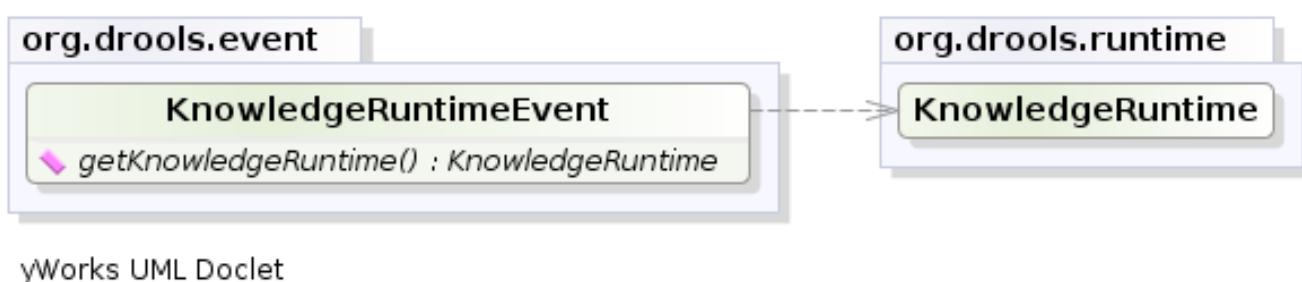 org.drools.event
org.drools.runtime
KnowledgeRuntimeEvent
KnowledgeRuntime
getKnowledgeRuntime() : KnowledgeRuntime
yWorks UML Doclet